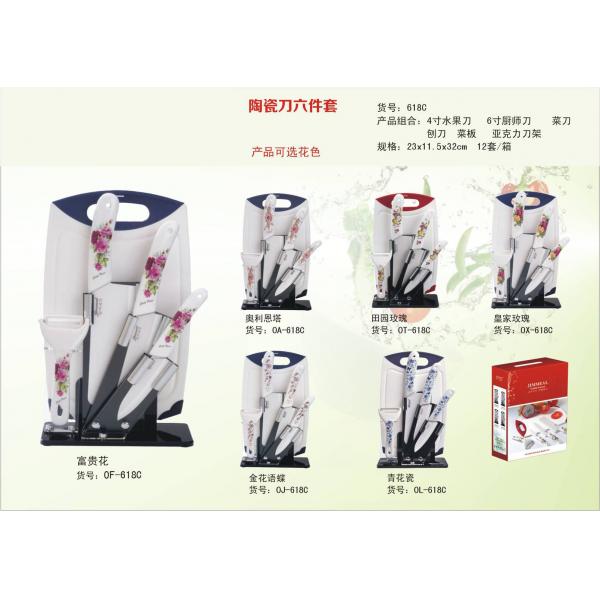 陶瓷刀六件套
产品可选花色
货号：618C
产品组合：4寸水果刀 6寸厨师刀 菜刀
刨刀 菜板 亚克力刀架
规格：23x11.5x32cm 12套/箱
奥利恩塔
货号：OA-618C
田园玫瑰
货号：OT-618C
皇家玫瑰
货号：OX-618C
富贵花
货号：OF-618C
金花语蝶
货号：OJ-618C
青花瓷
货号：OL-618C
JIMMEAL